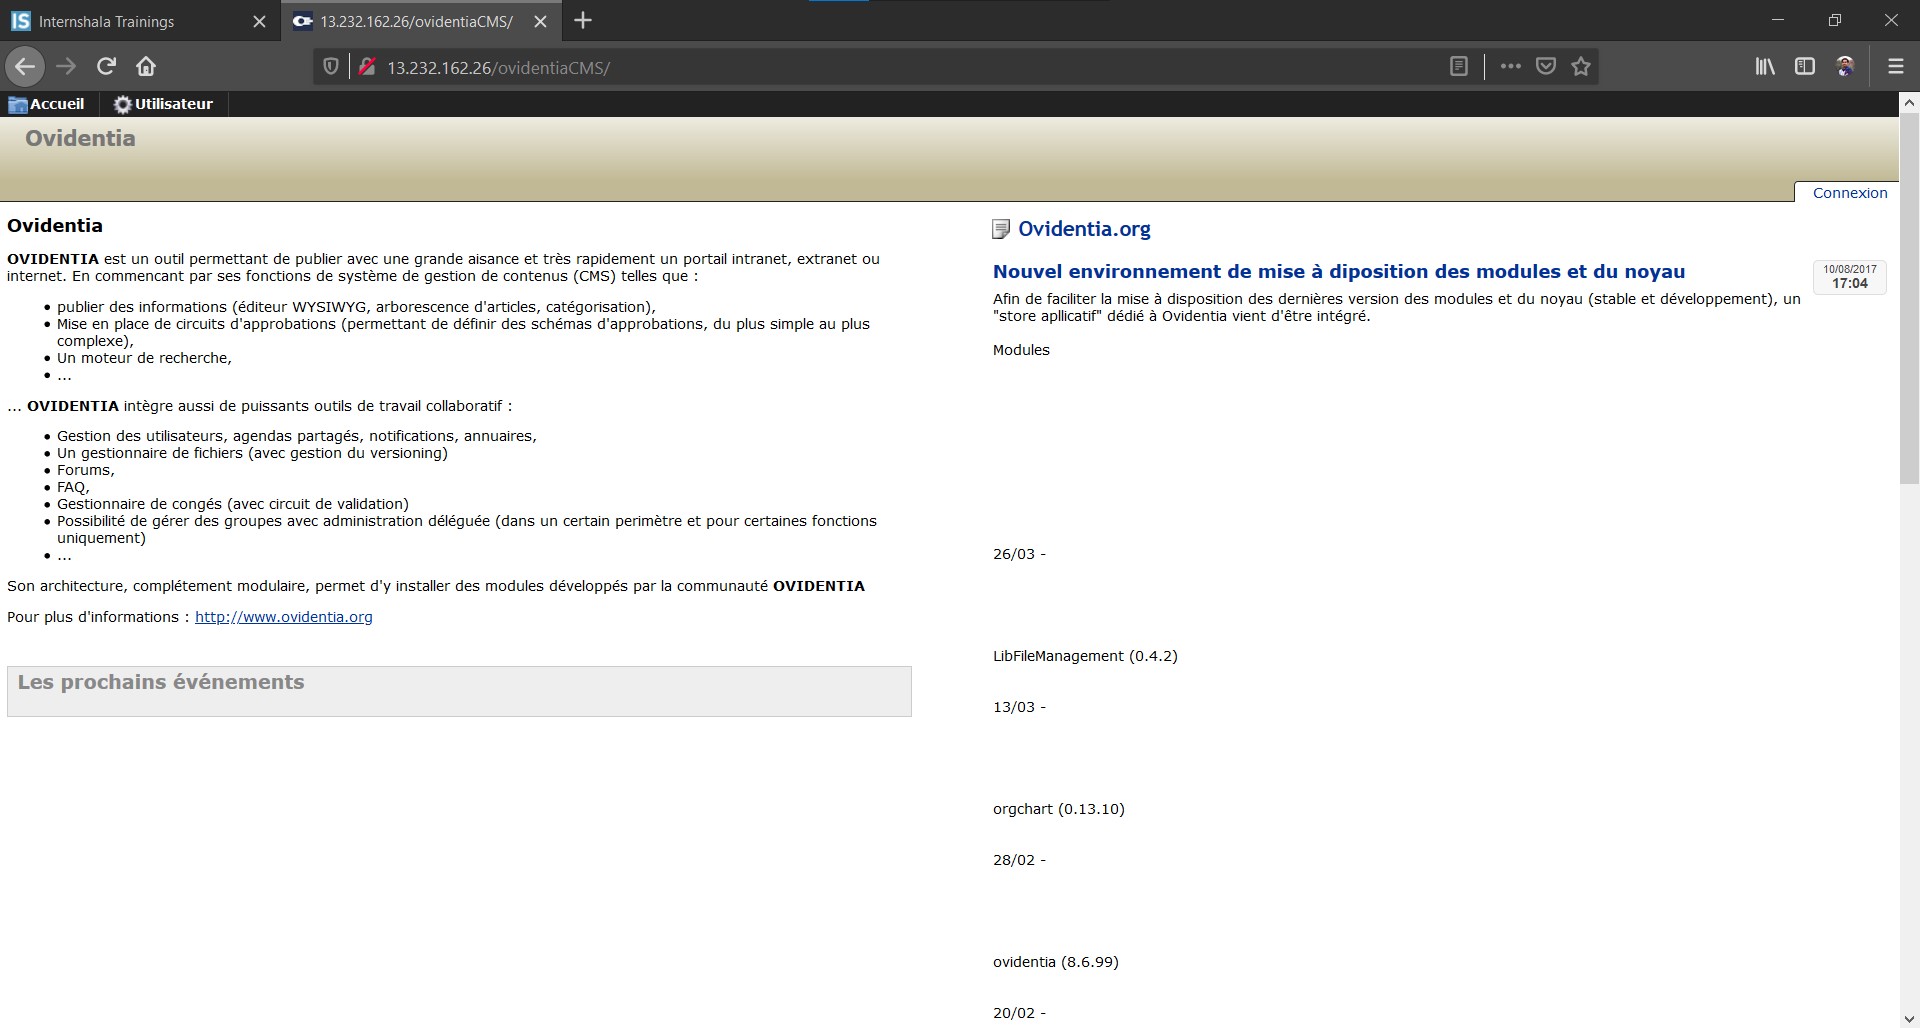 Internshala Trainings
13.232.162.26/ovidentiaCMS/
13.232.162.26/ovidentiaCMS/
Accueil
Utilisateur
Ovidentia
Connexion
Ovidentia
OVIDENTIA est un outil permettant de publier avec une grande aisance et très rapidement un portail intranet, extranet ou
internet. En commencant par ses fonctions de système de gestion de contenus (CMS) telles que :
• publier des informations (éditeur WYSIWYG, arborescence d'articles, catégorisation),
• Mise en place de circuits d'approbations (permettant de définir des schémas d'approbations, du plus simple au plus
complexe),
• Un moteur de recherche,
• ...
... OVIDENTIA intègre aussi de puissants outils de travail collaboratif :
• Gestion des utilisateurs, agendas partagés, notifications, annuaires,
• Un gestionnaire de fichiers (avec gestion du versioning)
• Forums,
• FAQ,
• Gestionnaire de congés (avec circuit de validation)
• Possibilité de gérer des groupes avec administration déléguée (dans un certain perimètre et pour certaines fonctions
uniquement)
• ...
Son architecture, complétement modulaire, permet d'y installer des modules développés par la communauté OVIDENTIA
Pour plus d'informations : http://www.ovidentia.org
Les prochains événements
Ovidentia.org
Nouvel environnement de mise à diposition des modules et du noyau
10/08/2017
17:04
Afin de faciliter la mise à disposition des dernières version des modules et du noyau (stable et développement), un
"store apllicatif" dédié à Ovidentia vient d'être intégré.
Modules
26/03 -
LibFileManagement (0.4.2)
13/03 -
orgchart (0.13.10)
28/02 -
ovidentia (8.6.99)
20/02 -